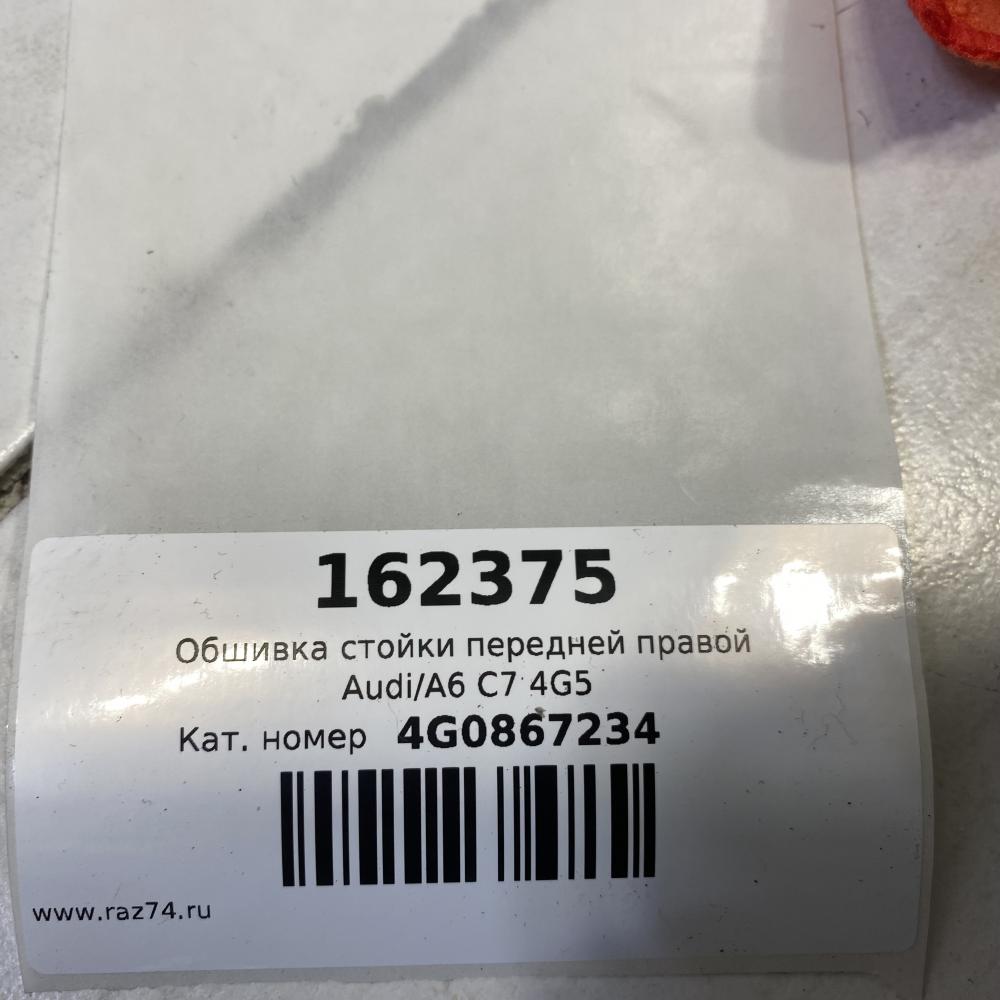 162375
Обшивка стойки передней правой
Audi/A6 C7 4G5
Кат. номер 4G0867234
www.raz74.ru